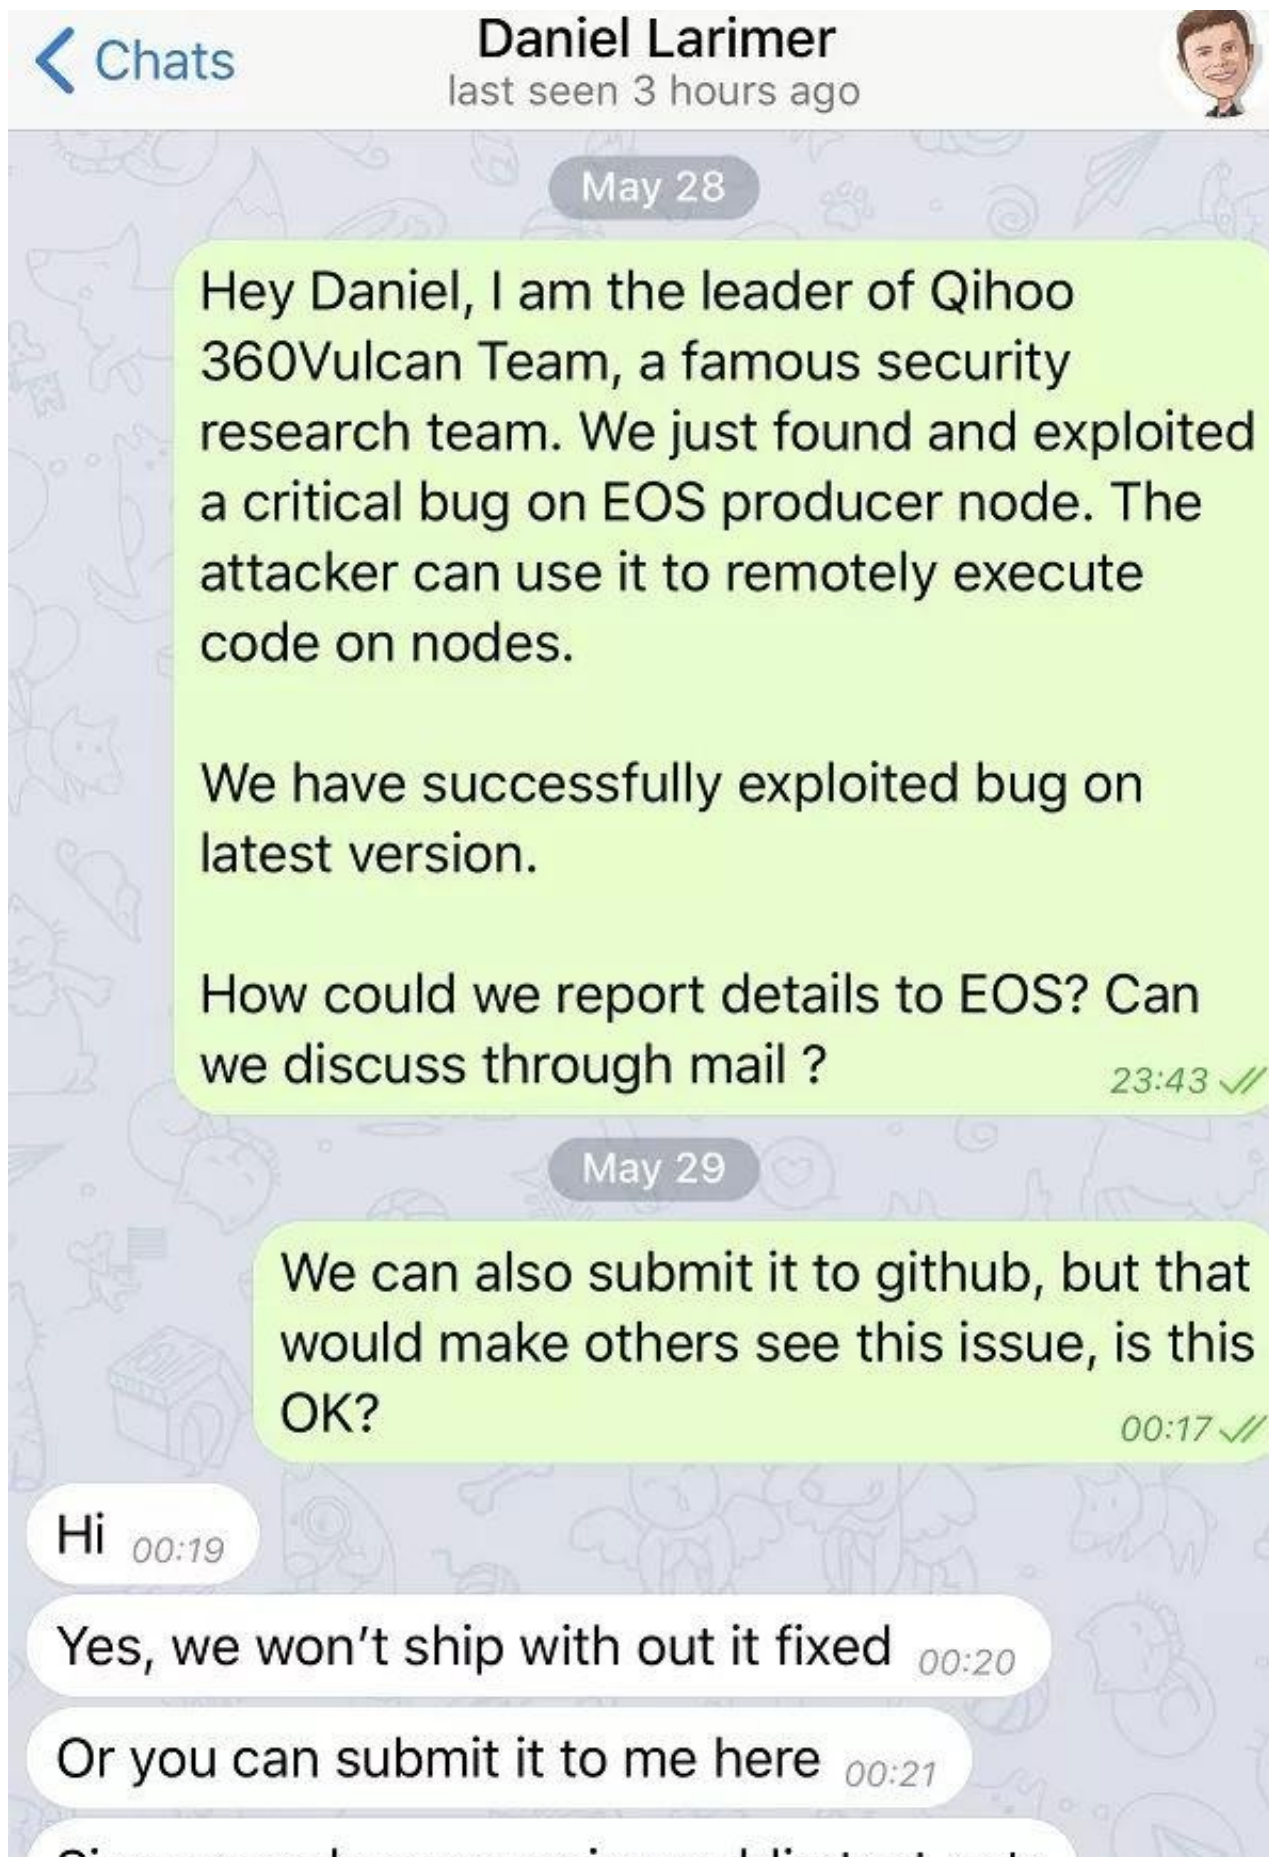 Chats
Daniel Larimer
last seen 3 hours ago
May 28
Hey Daniel, I am the leader of Qihoo
360Vulcan Team, a famous security
research team. We just found and exploited
a critical bug on EOS producer node. The
attacker can use it to remotely execute
code on nodes.
We have successfully exploited bug on
latest version.
How could we report details to EOS? Can
we discuss through mail ?
23:43
May 29
We can also submit it to github, but that
would make others see this issue, is this
OK?
00:17
Hi 00:19
Yes, we won't ship with out it fixed 00:20
Or you can submit it to me here 00:21